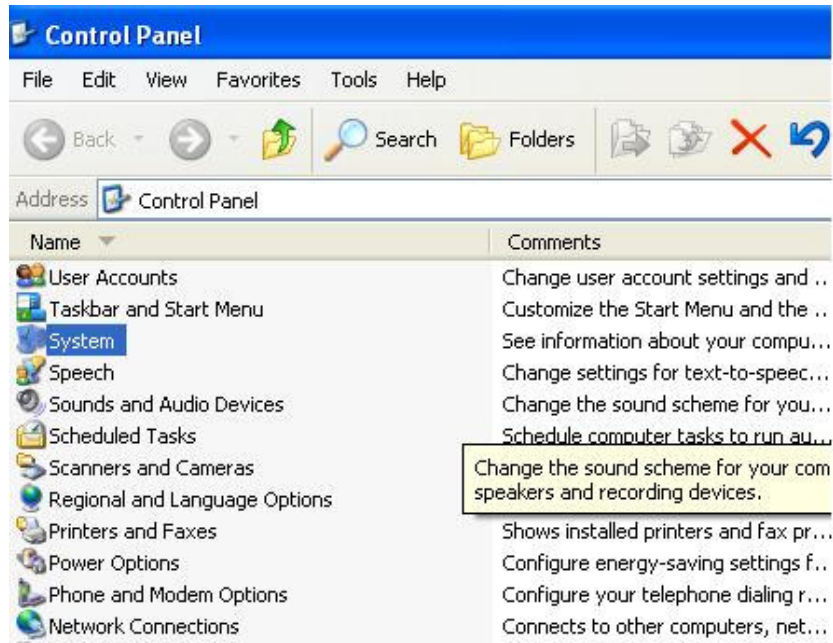 Control Panel
File Edit View Favorites Tools Help
Back Search Folders
Address Control Panel
Name Comments
User Accounts Change user account settings and ..
Taskbar and Start Menu Customize the Start Menu and the ..
System See information about your compu...
Speech Change settings for text-to-speec...
Sounds and Audio Devices Change the sound scheme for you...
Scheduled Tasks Schedule computer tasks to run au...
Scanners and Cameras Change the sound scheme for your com
Regional and Language Options speakers and recording devices.
Printers and Faxes Shows installed printers and fax pr...
Power Options Configure energy-saving settings f..
Phone and Modem Options Configure your telephone dialing r...
Network Connections Connects to other computers, net...